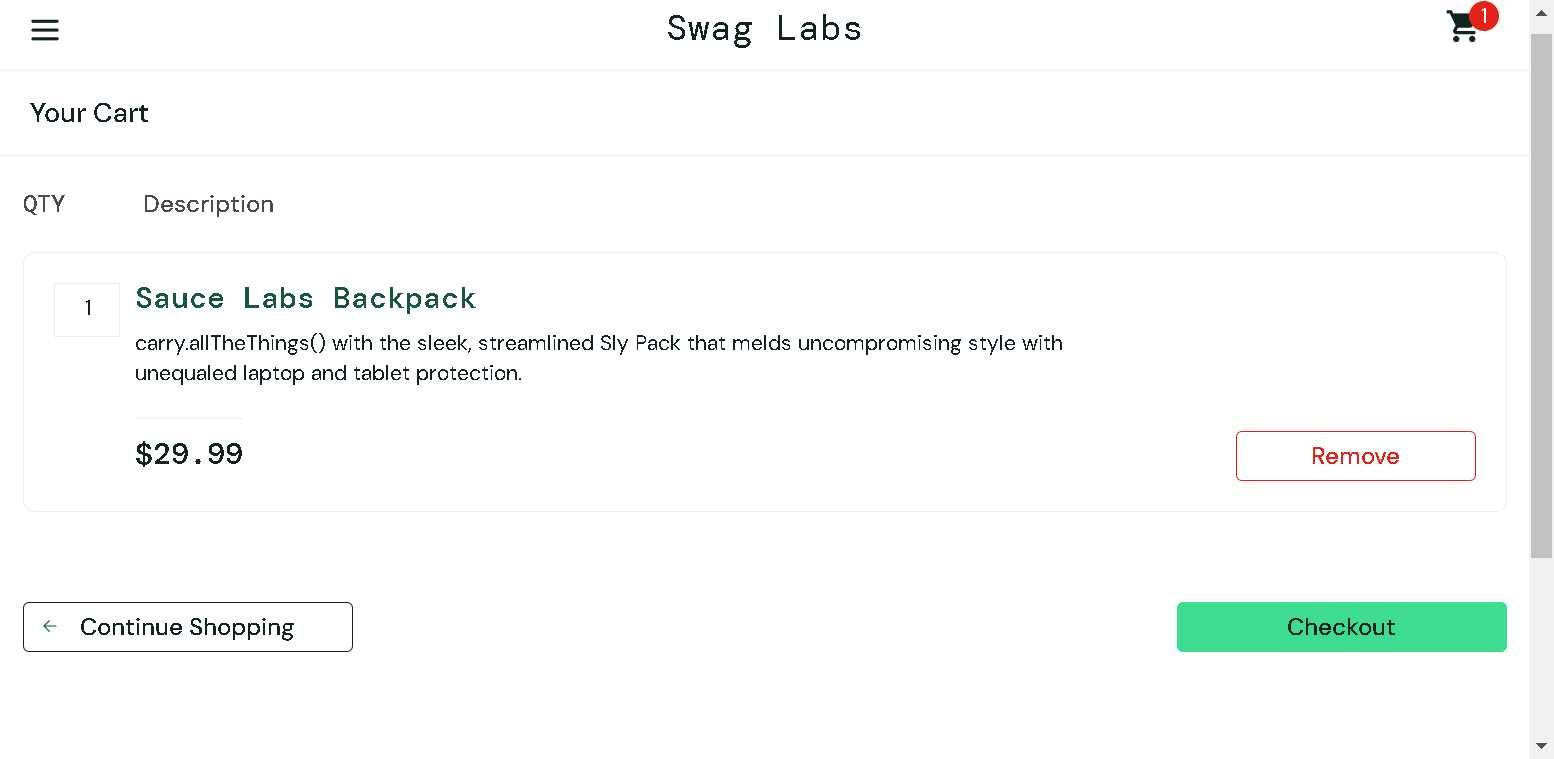 Swag Labs
1
Your Cart
QTY
Description
1
Sauce Labs Backpack
carry.allTheThings() with the sleek, streamlined Sly Pack that melds uncompromising style with
unequaled laptop and tablet protection.
$29.99
Remove
Continue Shopping
Checkout